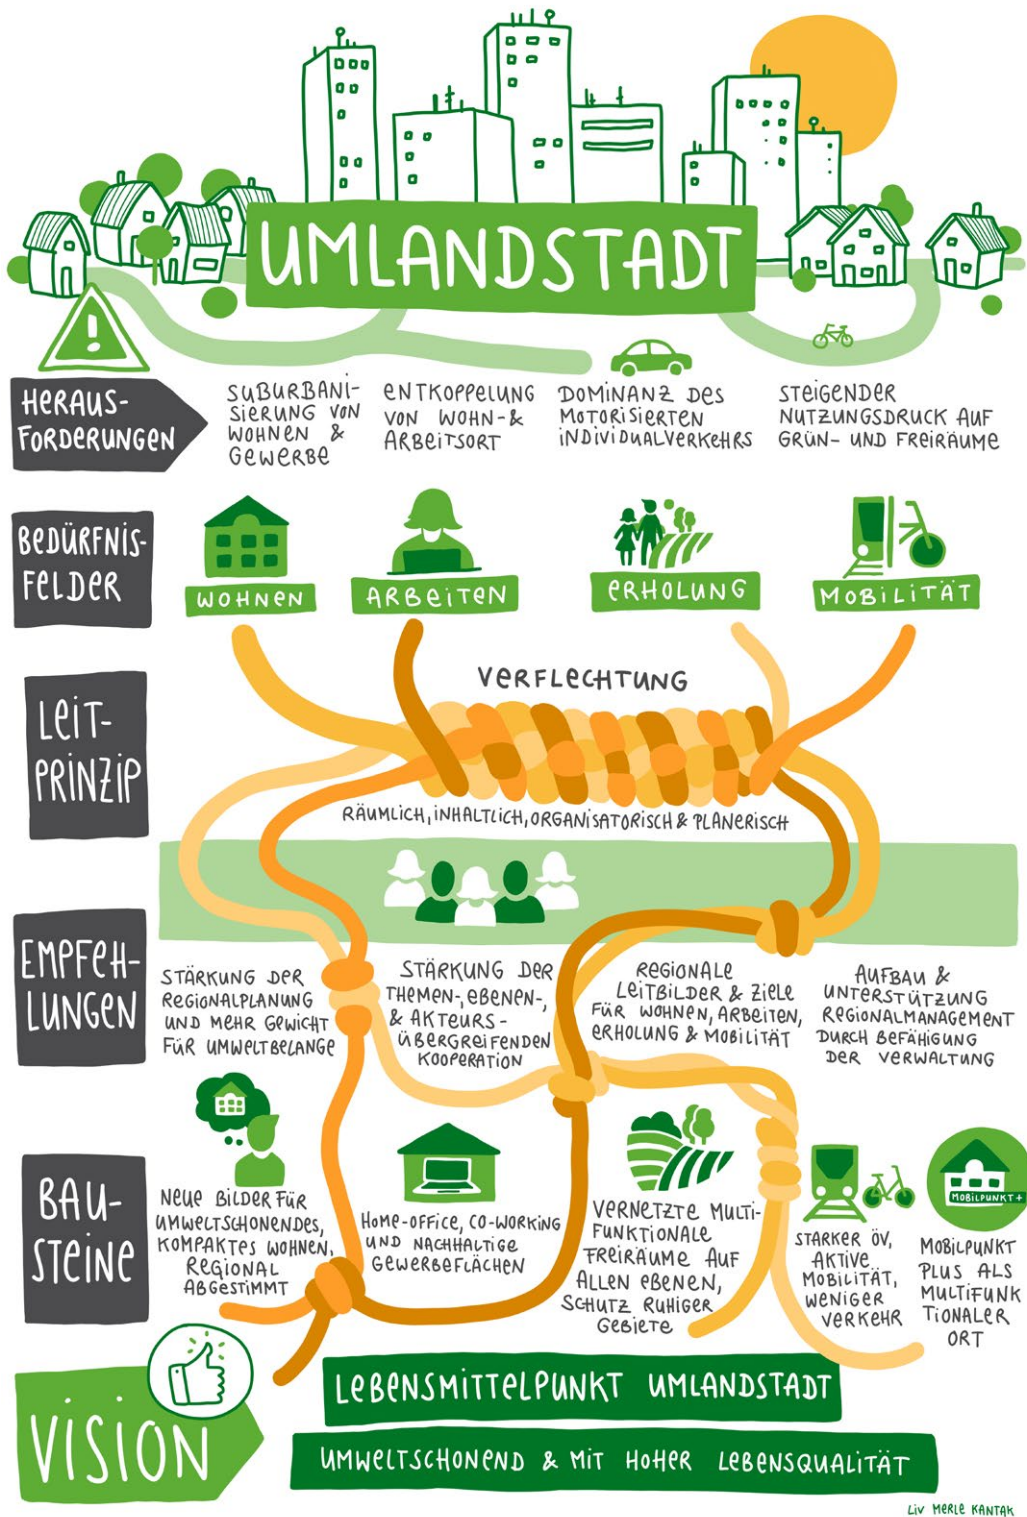 UMLANDSTADT
HERAUS-
FORDERUNGEN
SUBURBANI-
SIERUNG VON
WOHNEN &
GEWERBE
ENTKOPPELUNG
VON WOHN-&
ARBEITSORT
DOMINANZ DES
MOTORISIERTEN
INDIVIDUALVERKEHRS
STEIGENDER
NUTZUNGSDRUCK AUF
GRÜN- UND FREIRÄUME
BEDÜRFNIS-
FELDER
WOHNEN
ARBEITEN
ERHOLUNG
MOBILITÄT
LEIT-
PRINZIP
VERFLECHTUNG
RÄUMLICH, INHALTLICH, ORGANISATORISCH & PLANERISCH
EMPFEH-
LUNGEN
STÄRKUNG DER
REGIONALPLANUNG
UND MEHR GEWICHT
FÜR UMWELTBELANGE
STÄRKUNG DER
THEMEN-, EBENEN-,
& AKTEURS-
ÜBERGREIFENDEN
KOOPERATION
REGIONALE
LEITBILDER & ZIELE
FÜR WOHNEN, ARBEITEN,
ERHOLUNG & MOBILITÄT
AUFBAU &
UNTERSTÜTZUNG
REGIONALMANAGEMENT
DURCH BEFÄHIGUNG
DER VERWALTUNG
BAU-
STEINE
NEUE BILDER FÜR
UMWELTSCHONENDES,
KOMPAKTES WOHNEN,
REGIONAL
ABGESTIMMT
HOME-OFFICE, CO-WORKING
UND NACHHALTIGE
GEWERBEFLÄCHEN
VERNETZTE MULTI-
FUNKTIONALE
FREIRÄUME AUF
ALLEN EBENEN,
SCHUTZ RUHIGER
GEBIETE
STARKER ÖV,
AKTIVE
MOBILITÄT,
WENIGER
VERKEHR
MOBILPUNKT+
MOBILPUNKT
PLUS ALS
MULTIFUNK
TIONALER
ORT
VISION
LEBENSMITTELPUNKT UMLANDSTADT
UMWELTSCHONEND & MIT HOHER LEBENSQUALITÄT
LIV MERLE KANTAK